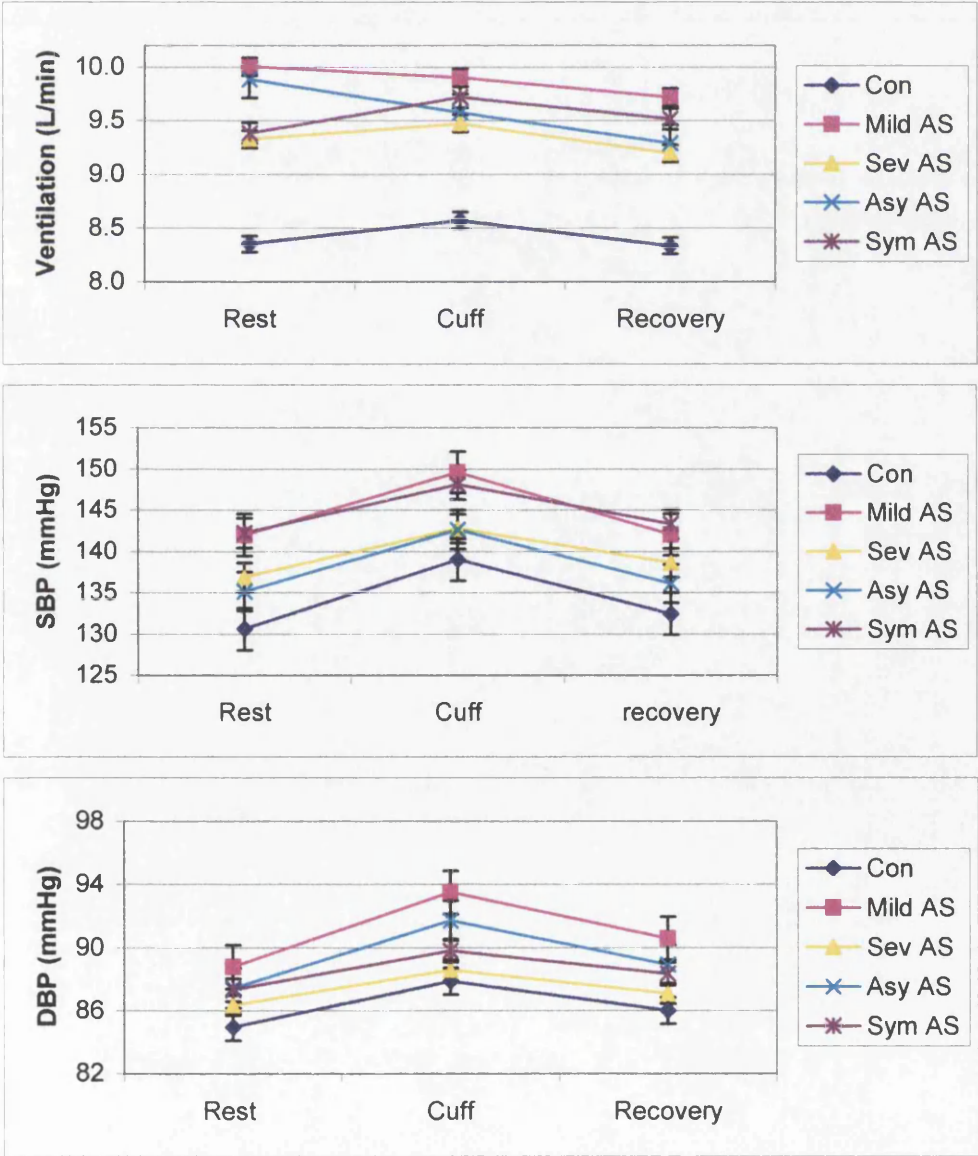 Ventilation (L/min)
10.0
9.5
9.0
8.5
8.0
Rest Cuff Recovery
Con
Mild AS
Sev AS
Asy AS
Sym AS
SBP (mmHg)
155
150
145
140
135
130
125
Rest Cuff recovery
Con
Mild AS
Sev AS
Asy AS
Sym AS
DBP (mmHg)
98
94
90
86
82
Rest Cuff Recovery
Con
Mild AS
Sev AS
Asy AS
Sym AS